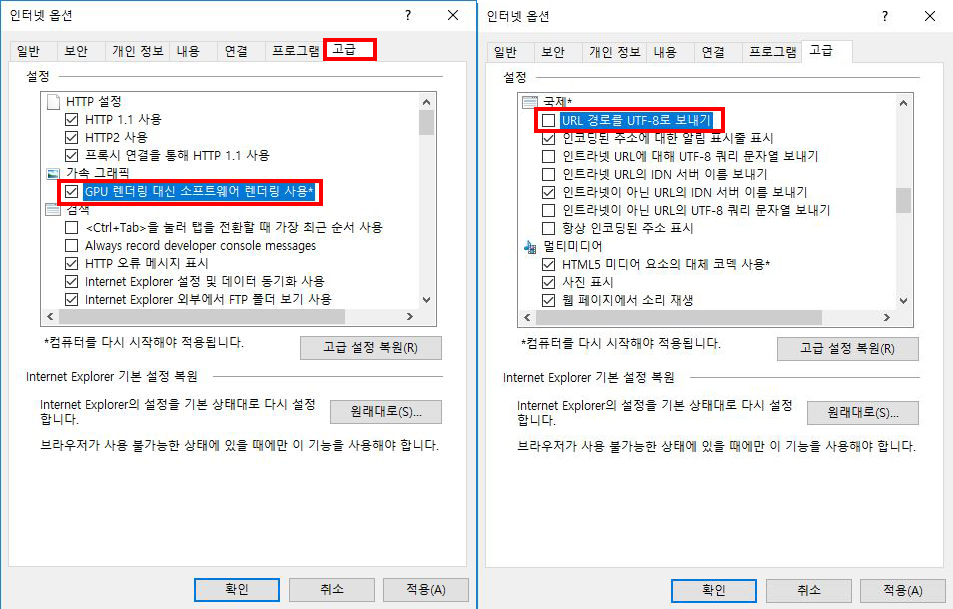 인터넷 옵션
?
일반 보안 개인 정보 내용 연결 프로그램 고급
설정
HTTP 설정
HTTP 1.1 사용
HTTP2 사용
프록시 연결을 통해 HTTP 1.1 사용
가속 그래픽
GPU 렌더링 대신 소프트웨어 렌더링 사용*
검색
<Ctrl+Tab>을 눌러 탭을 전환할 때 가장 최근 순서 사용
Always record developer console messages
HTTP 오류 메시지 표시
Internet Explorer 설정 및 데이터 동기화 사용
Internet Explorer 외부에서 FTP 폴더 보기 사용
*컴퓨터를 다시 시작해야 적용됩니다.
고급 설정 복원(R)
Internet Explorer 기본 설정 복원
Internet Explorer의 설정을 기본 상태대로 다시 설정
합니다.
원래대로(S)...
브라우저가 사용 불가능한 상태에 있을 때에만 이 기능을 사용해야 합니다.
확인 취소 적용(A)
인터넷 옵션
?
일반 보안 개인 정보 내용 연결 프로그램 고급
설정
국제*
URL 경로를 UTF-8로 보내기
인코딩된 주소에 대한 알림 표시줄 표시
인트라넷 URL에 대해 UTF-8 쿼리 문자열 보내기
인트라넷 URL의 IDN 서버 이름 보내기
인트라넷이 아닌 URL의 IDN 서버 이름 보내기
인트라넷이 아닌 URL의 UTF-8 쿼리 문자열 보내기
항상 인코딩된 주소 표시
멀티미디어
HTML5 미디어 요소의 대체 코덱 사용*
사진 표시
웹 페이지에서 소리 재생
*컴퓨터를 다시 시작해야 적용됩니다.
고급 설정 복원(R)
Internet Explorer 기본 설정 복원
Internet Explorer의 설정을 기본 상태대로 다시 설정
합니다.
원래대로(S)...
브라우저가 사용 불가능한 상태에 있을 때에만 이 기능을 사용해야 합니다.
확인 취소 적용(A)